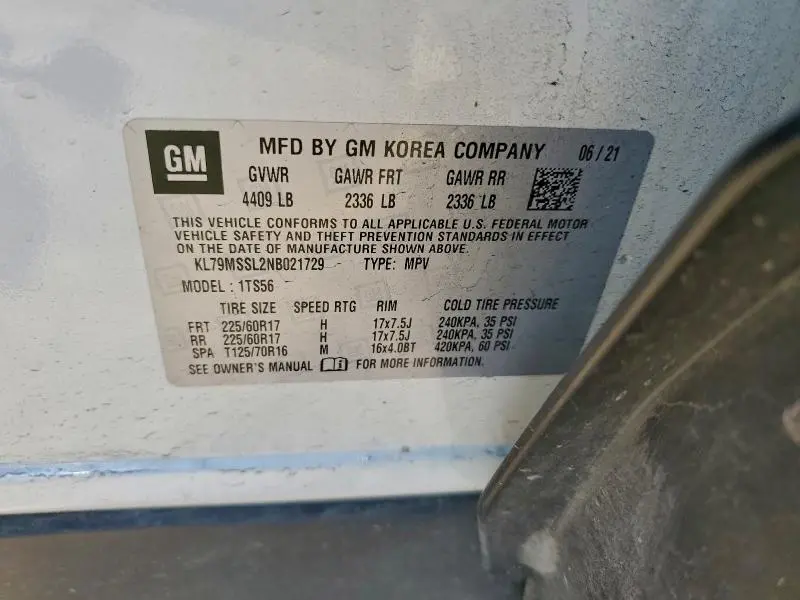 GM MFD BY GM KOREA COMPANY 06/21
GVWR GAWR FRT GAWR RR
4409 LB 2336 LB 2336 LB
THIS VEHICLE CONFORMS TO ALL APPLICABLE U.S. FEDERAL MOTOR
VEHICLE SAFETY AND THEFT PREVENTION STANDARDS IN EFFECT
ON THE DATE OF MANUFACTURE SHOWN ABOVE.
KL79MSSL2NB021729 TYPE: MPV
MODEL : 1TS56
TIRE SIZE SPEED RTG RIM COLD TIRE PRESSURE
FRT 225/60R17 H 17x7.5J 240KPA, 35 PSI
RR 225/60R17 H 17x7.5J 240KPA, 35 PSI
SPA T125/70R16 M 16x4.0BT 420KPA, 60 PSI
SEE OWNER'S MANUAL FOR MORE INFORMATION.